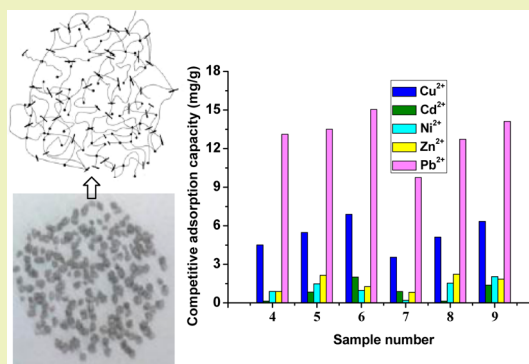 18
15
12
9
6
3
0
Competitive adsorption capacity (mg/g)
Cu2+
Cd2+
Ni2+
Zn2+
Pb2+
4 5 6 7 8 9
Sample number